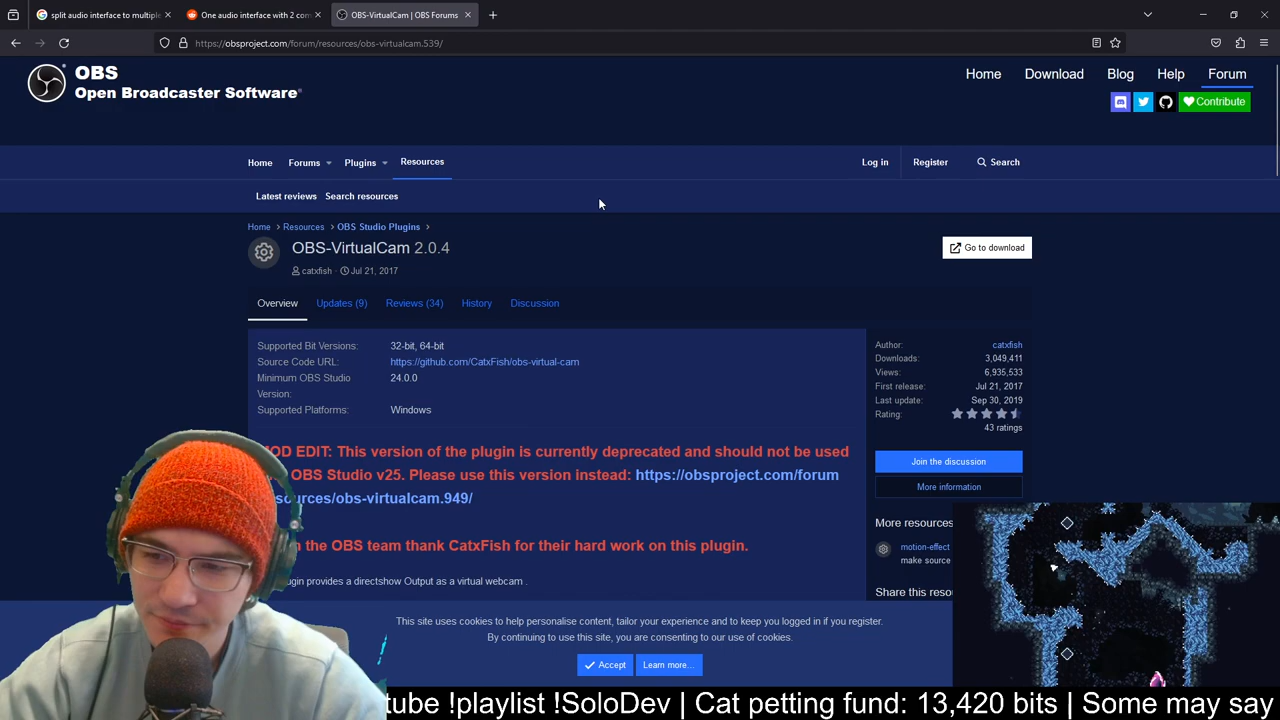 split audio interface to multiple
One audio interface with 2 com
OBS-VirtualCam | OBS Forums
https://obsproject.com/forum/resources/obs-virtualcam.539/
OBS
Open Broadcaster Software
Home Download Blog Help Forum
Contribute
Home Forums Plugins Resources
Log in Register Search
Latest reviews Search resources
Home > Resources > OBS Studio Plugins >
OBS-VirtualCam 2.0.4
Go to download
catxfish · Jul 21, 2017
Overview Updates (9) Reviews (34) History Discussion
Supported Bit Versions: 32-bit, 64-bit
Source Code URL: https://github.com/CatxFish/obs-virtual-cam
Minimum OBS Studio Version: 24.0.0
Supported Platforms: Windows
Author: catxfish
Downloads: 3,049,411
Views: 6,935,533
First release: Jul 21, 2017
Last update: Sep 30, 2019
Rating:
43 ratings
Join the discussion
More information
OD EDIT: This version of the plugin is currently deprecated and should not be used
OBS Studio v25. Please use this version instead: https://obsproject.com/forum
sources/obs-virtualcam.949/
the OBS team thank CatxFish for their hard work on this plugin.
plugin provides a directshow Output as a virtual webcam .
More resources
motion-effect
make source
Share this reso
This site uses cookies to help personalise content, tailor your experience and to keep you logged in if you register.
By continuing to use this site, you are consenting to our use of cookies.
Accept Learn more...
tube !playlist !SoloDev | Cat petting fund: 13,420 bits | Some may say